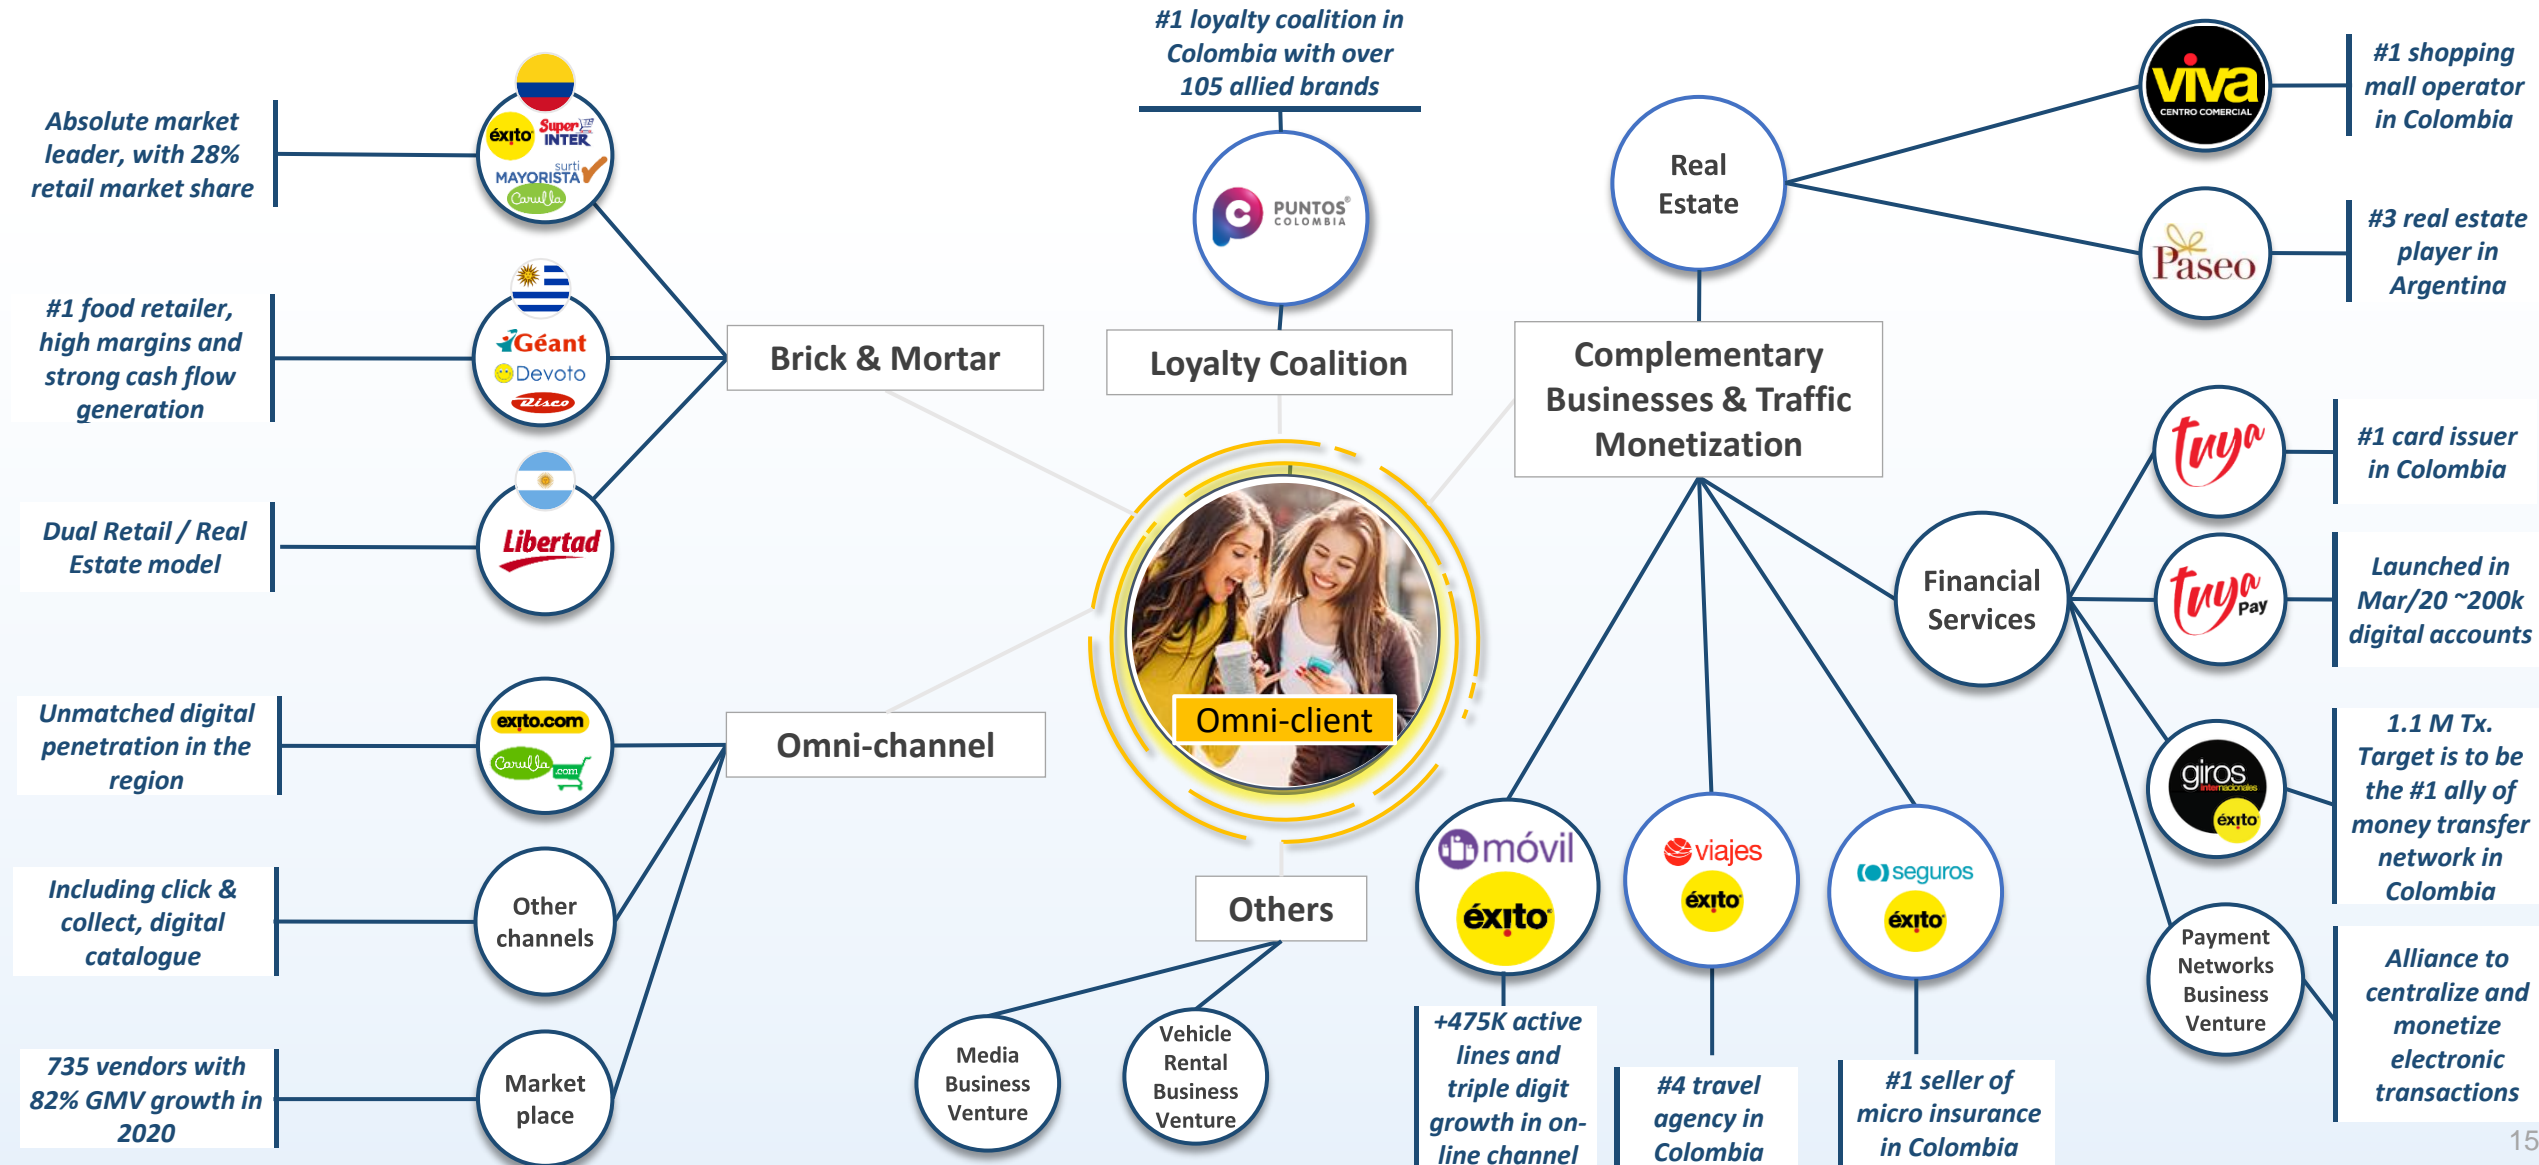 Absolute market
leader, with 28%
retail market share
éxito
Super
INTER
surti
MAYORISTA
Carulla
#1 food retailer,
high margins and
strong cash flow
generation
Géant
Devoto
Disco
Dual Retail / Real
Estate model
Libertad
Brick & Mortar
Unmatched digital
penetration in the
region
exito.com
Carulla
.com
Including click &
collect, digital
catalogue
Other
channels
735 vendors with
82% GMV growth in
2020
Market
place
Omni-channel
#1 loyalty coalition in
Colombia with over
105 allied brands
PUNTOS®
COLOMBIA
Loyalty Coalition
Omni-client
Others
Media
Business
Venture
Vehicle
Rental
Business
Venture
Real
Estate
Complementary
Businesses & Traffic
Monetization
viva
CENTRO COMERCIAL
#1 shopping
mall operator
in Colombia
Paseo
#3 real estate
player in
Argentina
Financial
Services
tuya
#1 card issuer
in Colombia
tuya
Pay
Launched in
Mar/20 ~200k
digital accounts
giros
internacionales
éxito
1.1 M Tx.
Target is to be
the #1 ally of
money transfer
network in
Colombia
Payment
Networks
Business
Venture
Alliance to
centralize and
monetize
electronic
transactions
móvil
éxito
+475K active
lines and
triple digit
growth in on-
line channel
viajes
éxito
#4 travel
agency in
Colombia
seguros
éxito
#1 seller of
micro insurance
in Colombia
15